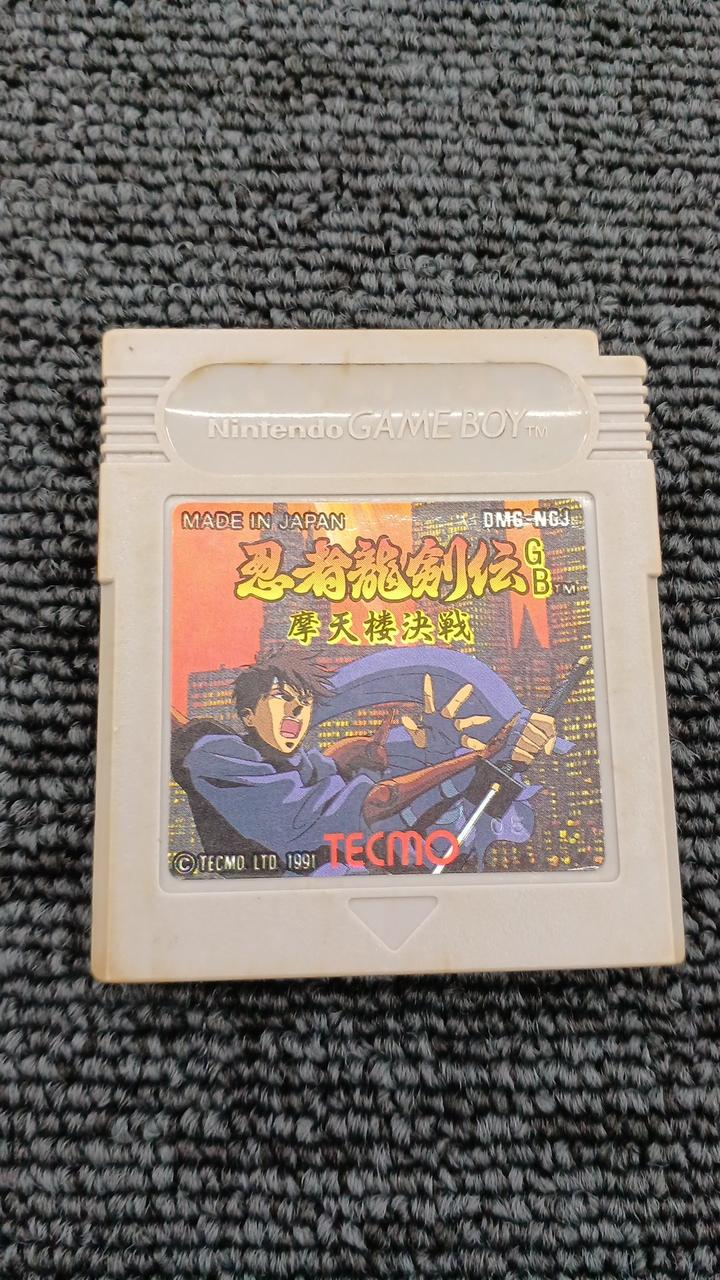 Nintendo GAME BOY TM
MADE IN JAPAN DMG-NGJ
忍者龍剣伝GB TM
摩天楼決戦
© TECMO. LTD. 1991 TECMO
05